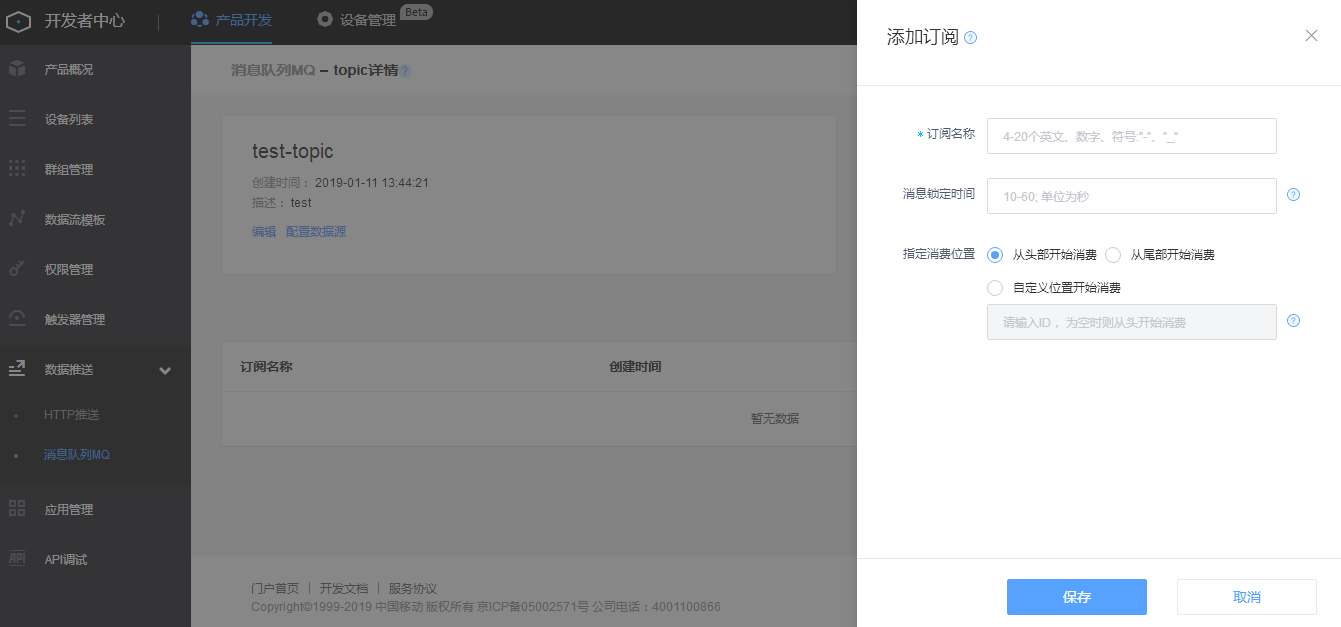 开发者中心
产品开发
设备管理
Beta
产品概况
设备列表
群组管理
数据流模板
权限管理
触发器管理
数据推送
HTTP推送
消息队列MQ
应用管理
API调试
消息队列MQ – topic详情
test-topic
创建时间： 2019-01-11 13:44:21
描述： test
编辑 配置数据源
订阅名称 创建时间
暂无数据
门户首页 | 开发文档 | 服务协议
Copyright©1999-2019 中国移动 版权所有 京ICP备05002571号 公司电话：4001100866
添加订阅
* 订阅名称 4-20个英文、数字、符号:"-"、"_"
消息锁定时间 10-60; 单位为秒
指定消费位置 从头部开始消费 从尾部开始消费
自定义位置开始消费
请输入ID ，为空时则从头开始消费
保存 取消